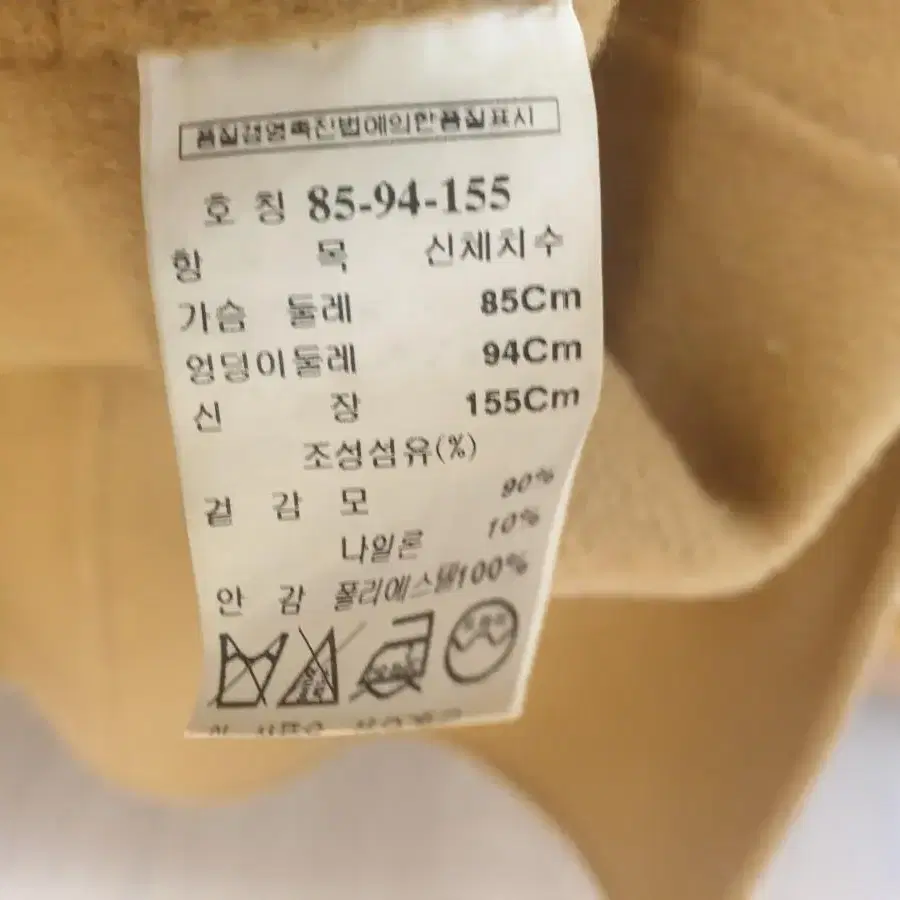 품질경영촉진법에의한품질표시
호 칭 85-94-155
항 목 신체치수
가슴 둘레 85Cm
엉덩이둘레 94Cm
신 장 155Cm
조성섬유(%)
겉 감 모 90%
나일론 10%
안 감 폴리에스텔100%